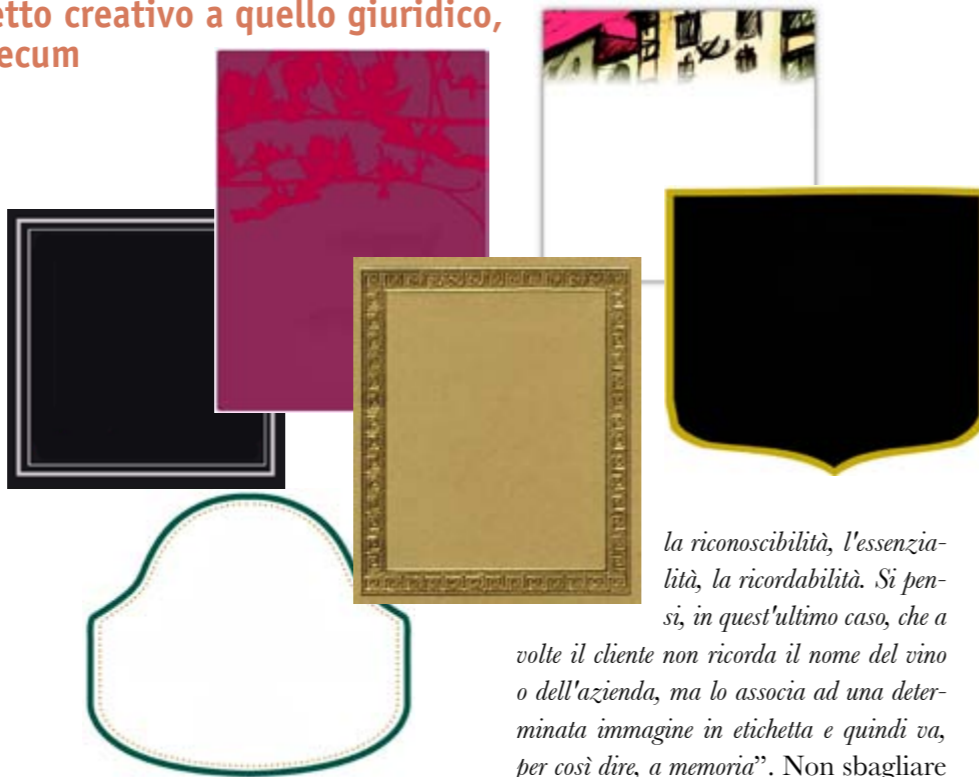 etto creativo a quello giuridico,
ecum
la riconoscibilità, l'essenzia-
lità, la ricordabilità. Si pen-
si, in quest'ultimo caso, che a
volte il cliente non ricorda il nome del vino
o dell'azienda, ma lo associa ad una deter-
minata immagine in etichetta e quindi va,
per così dire, a memoria”. Non sbagliare